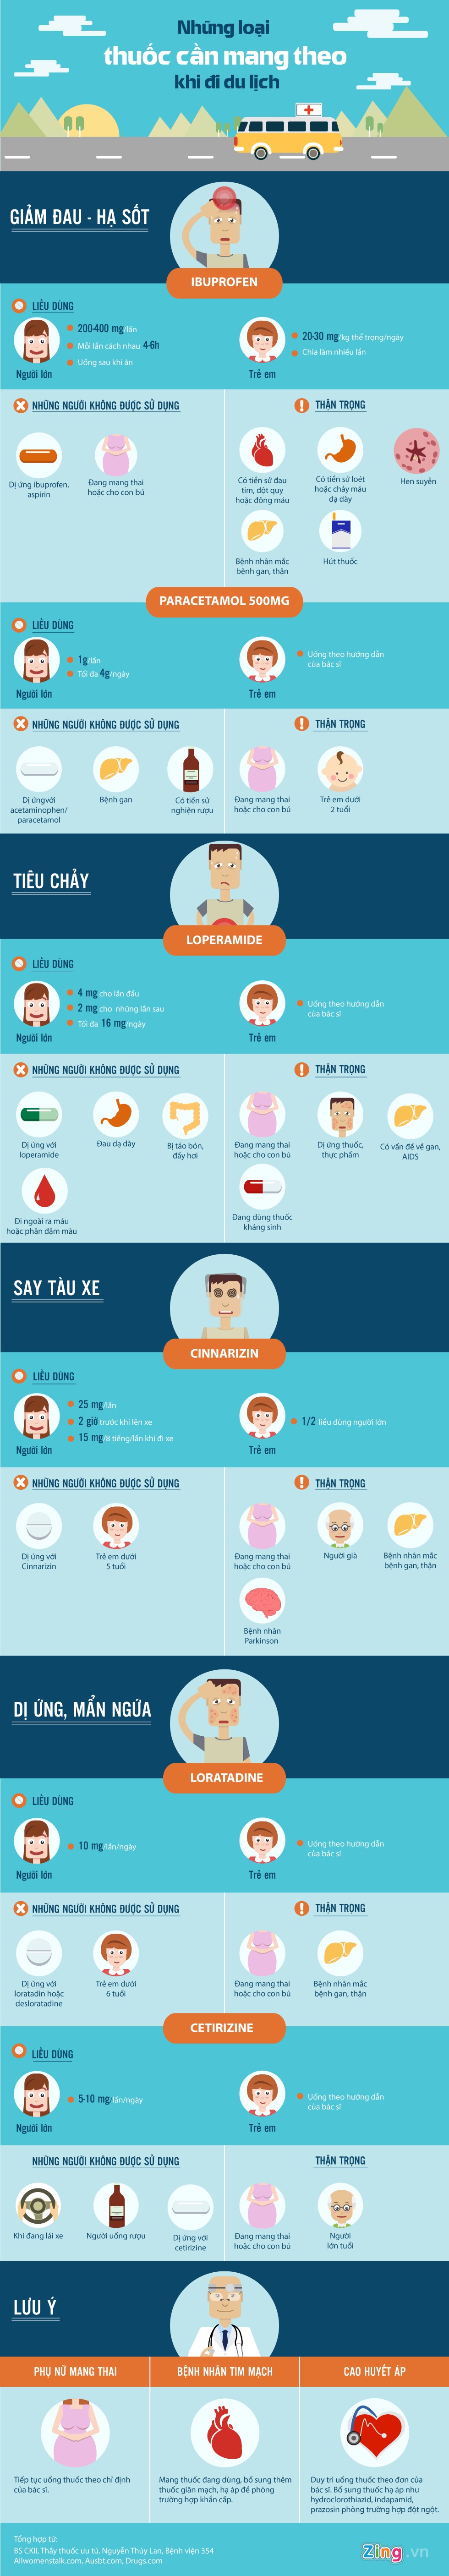 Những loại
thuốc cần mang theo
khi đi du lịch
GIẢM ĐAU - HẠ SỐT
IBUPROFEN
LIỀU DÙNG
200-400 mg/lần
Mỗi lần cách nhau 4-6h
Uống sau khi ăn
Người lớn
20-30 mg/kg thể trọng/ngày
Chia làm nhiều lần
Trẻ em
NHỮNG NGƯỜI KHÔNG ĐƯỢC SỬ DỤNG
Dị ứng ibuprofen,
aspirin
Đang mang thai
hoặc cho con bú
THẬN TRỌNG
Có tiền sử đau
tim, đột quỵ
hoặc đông máu
Có tiền sử loét
hoặc chảy máu
dạ dày
Hen suyễn
Bệnh nhân mắc
bệnh gan, thận
Hút thuốc
PARACETAMOL 500MG
LIỀU DÙNG
1g/lần
Tối đa 4g/ngày
Người lớn
Uống theo hướng dẫn
của bác sĩ
Trẻ em
NHỮNG NGƯỜI KHÔNG ĐƯỢC SỬ DỤNG
Dị ứngvới
acetaminophen/
paracetamol
Bệnh gan
Có tiền sử
nghiện rượu
THẬN TRỌNG
Đang mang thai
hoặc cho con bú
Trẻ em dưới
2 tuổi
TIÊU CHẢY
LOPERAMIDE
LIỀU DÙNG
4 mg cho lần đầu
2 mg cho những lần sau
Tối đa 16 mg/ngày
Người lớn
Uống theo hướng dẫn
của bác sĩ
Trẻ em
NHỮNG NGƯỜI KHÔNG ĐƯỢC SỬ DỤNG
Dị ứng với
loperamide
Đau dạ dày
Bị táo bón,
đầy hơi
Đi ngoài ra máu
hoặc phân đậm màu
THẬN TRỌNG
Đang mang thai
hoặc cho con bú
Dị ứng thuốc,
thực phẩm
Có vấn đề về gan,
AIDS
Đang dùng thuốc
kháng sinh
SAY TÀU XE
CINNARIZIN
LIỀU DÙNG
25 mg/lần
2 giờ trước khi lên xe
15 mg/8 tiếng/lần khi đi xe
Người lớn
1/2 liều dùng người lớn
Trẻ em
NHỮNG NGƯỜI KHÔNG ĐƯỢC SỬ DỤNG
Dị ứng với
Cinnarizin
Trẻ em dưới
5 tuổi
THẬN TRỌNG
Đang mang thai
hoặc cho con bú
Người già
Bệnh nhân mắc
bệnh gan, thận
Bệnh nhân
Parkinson
DỊ ỨNG, MẨN NGỨA
LORATADINE
LIỀU DÙNG
10 mg/lần/ngày
Người lớn
Uống theo hướng dẫn
của bác sĩ
Trẻ em
NHỮNG NGƯỜI KHÔNG ĐƯỢC SỬ DỤNG
Dị ứng với
loratadin hoặc
desloratadine
Trẻ em dưới
6 tuổi
THẬN TRỌNG
Đang mang thai
hoặc cho con bú
Bệnh nhân mắc
bệnh gan, thận
CETIRIZINE
LIỀU DÙNG
5-10 mg/lần/ngày
Người lớn
Uống theo hướng dẫn
của bác sĩ
Trẻ em
NHỮNG NGƯỜI KHÔNG ĐƯỢC SỬ DỤNG
Khi đang lái xe
Người uống rượu
Dị ứng với
cetirizine
THẬN TRỌNG
Đang mang thai
hoặc cho con bú
Người
lớn tuổi
LƯU Ý
PHỤ NỮ MANG THAI
Tiếp tục uống thuốc theo chỉ định
của bác sĩ.
BỆNH NHÂN TIM MẠCH
Mang thuốc đang dùng, bổ sung thêm
thuốc giãn mạch, hạ áp đề phòng
trường hợp khẩn cấp.
CAO HUYẾT ÁP
Duy trì uống thuốc theo đơn của
bác sĩ. Bổ sung thuốc hạ áp như
hydroclorothiazid, indapamid,
prazosin phòng trường hợp đột ngột.
Tổng hợp từ:
BS CKII, Thầy thuốc ưu tú, Nguyễn Thúy Lan, Bệnh viện 354
Allwomenstalk.com, Ausbt.com, Drugs.com
Zing.vn